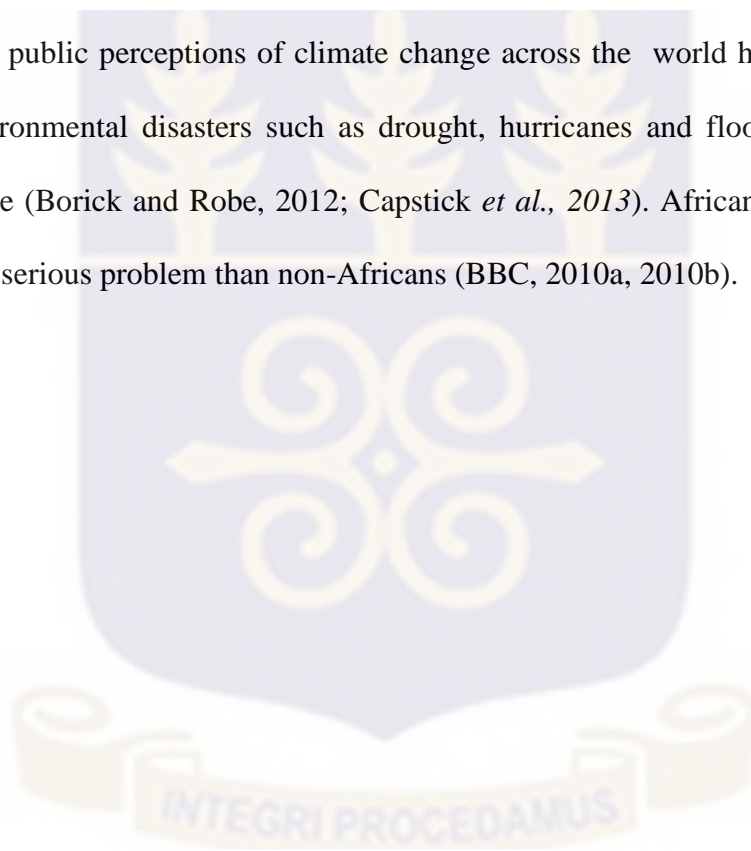 public perceptions of climate change across the world h
ronmental disasters such as drought, hurricanes and floo
e (Borick and Robe, 2012; Capstick et al., 2013). African
serious problem than non-Africans (BBC, 2010a, 2010b).
INTEGRI PROCEDAMUS